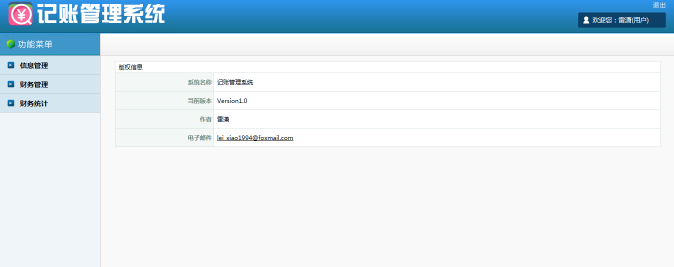 记账管理系统
退出
欢迎您：雷潇(用户)
功能菜单
信息管理
财务管理
财务统计
版权信息
系统名称 记账管理系统
当前版本 Version1.0
作者 雷潇
电子邮件 lei_xiao1994@foxmail.com